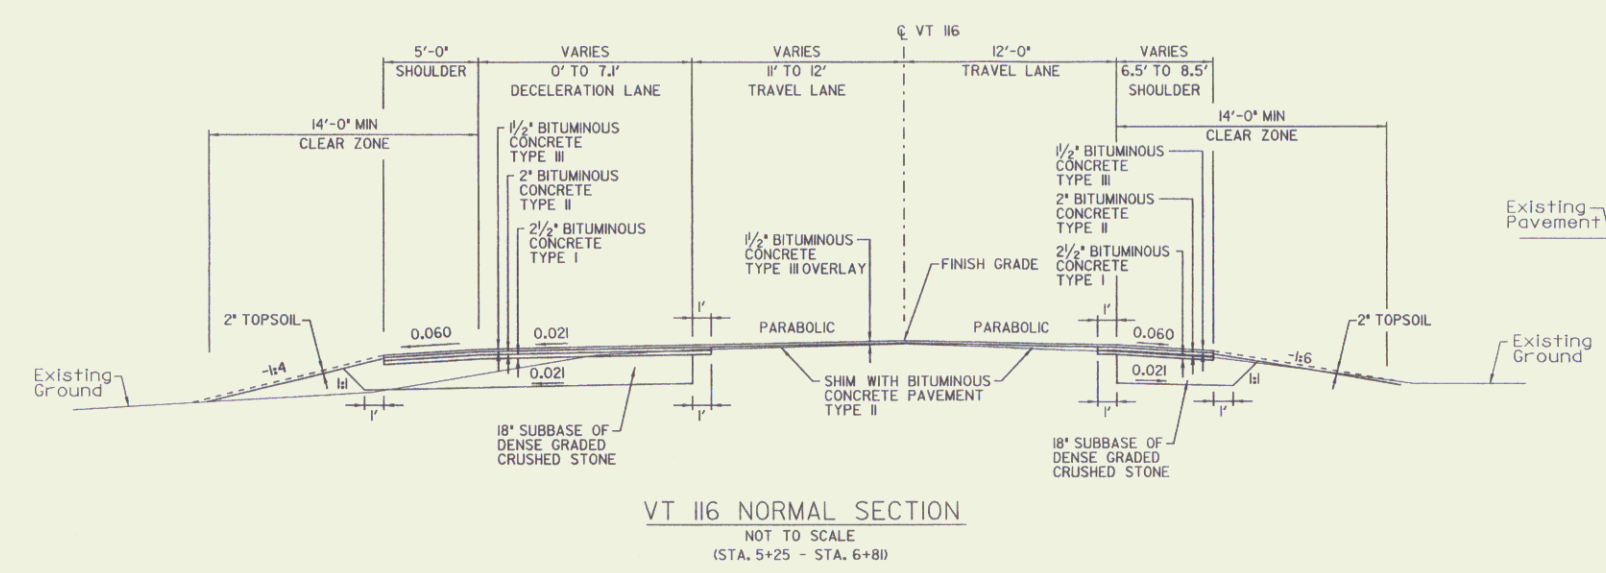 ℄ VT 116
5'-0"
SHOULDER
VARIES
0' TO 7.1'
DECELERATION LANE
VARIES
11' TO 12'
TRAVEL LANE
12'-0"
TRAVEL LANE
VARIES
6.5' TO 8.5'
SHOULDER
14'-0" MIN
CLEAR ZONE
14'-0" MIN
CLEAR ZONE
1½" BITUMINOUS
CONCRETE
TYPE III
2" BITUMINOUS
CONCRETE
TYPE II
2½" BITUMINOUS
CONCRETE
TYPE I
1½" BITUMINOUS
CONCRETE
TYPE III OVERLAY
FINISH GRADE
1½" BITUMINOUS
CONCRETE
TYPE III
2" BITUMINOUS
CONCRETE
TYPE II
2½" BITUMINOUS
CONCRETE
TYPE I
Existing
Pavement
2" TOPSOIL
0.060
0.021
1'
PARABOLIC
PARABOLIC
1'
0.060
2" TOPSOIL
Existing
Ground
Existing
Ground
-1:4
1:1
0.021
SHIM WITH BITUMINOUS
CONCRETE PAVEMENT
TYPE II
0.021
1:1
-1:6
1'
1'
1'
1'
18" SUBBASE OF
DENSE GRADED
CRUSHED STONE
18" SUBBASE OF
DENSE GRADED
CRUSHED STONE
VT 116 NORMAL SECTION
NOT TO SCALE
(STA. 5+25 - STA. 6+81)